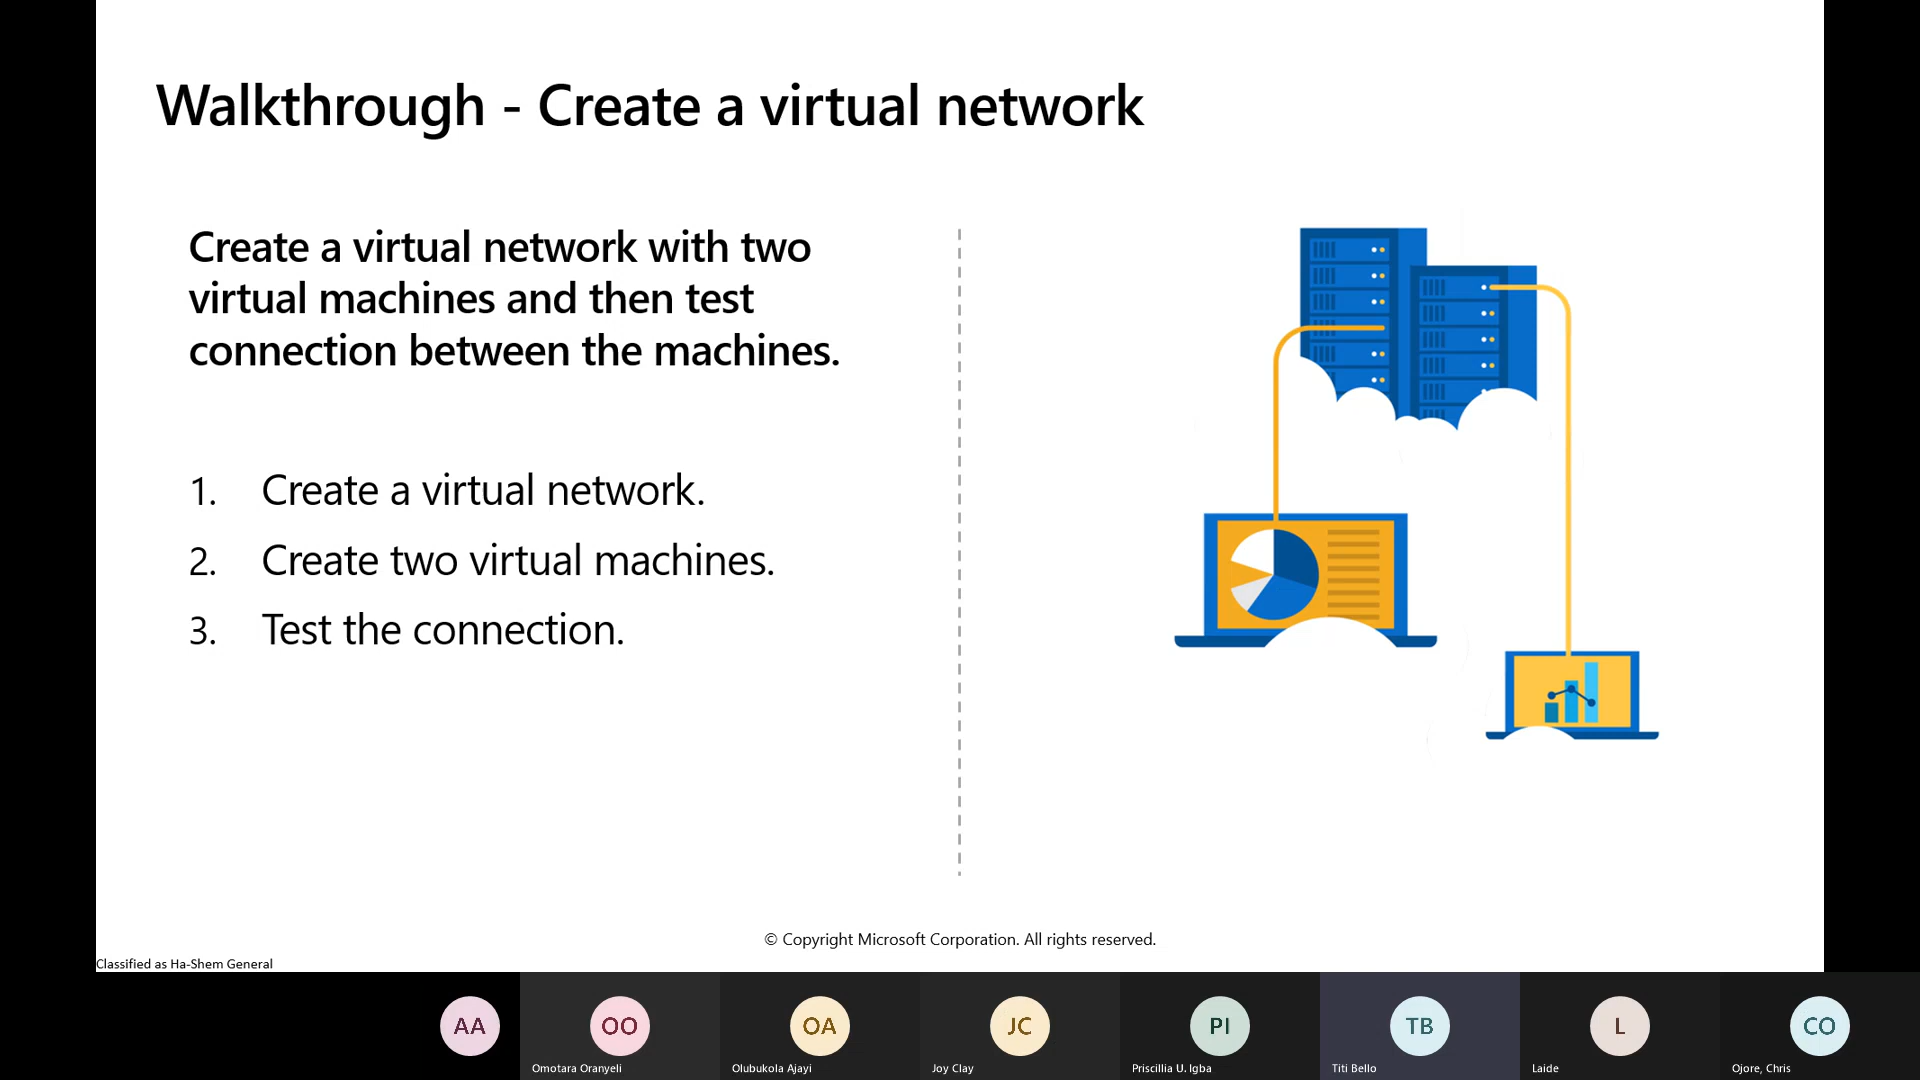 Walkthrough - Create a virtual network
Create a virtual network with two
virtual machines and then test
connection between the machines.
1. Create a virtual network.
2. Create two virtual machines.
3. Test the connection.
© Copyright Microsoft Corporation. All rights reserved.
Classified as Ha-Shem General
AA
OO
OA
JC
PI
TB
L
CO
Omotara Oranyeli
Olubukola Ajayi
Joy Clay
Priscillia U. Igba
Titi Bello
Laide
Ojore, Chris